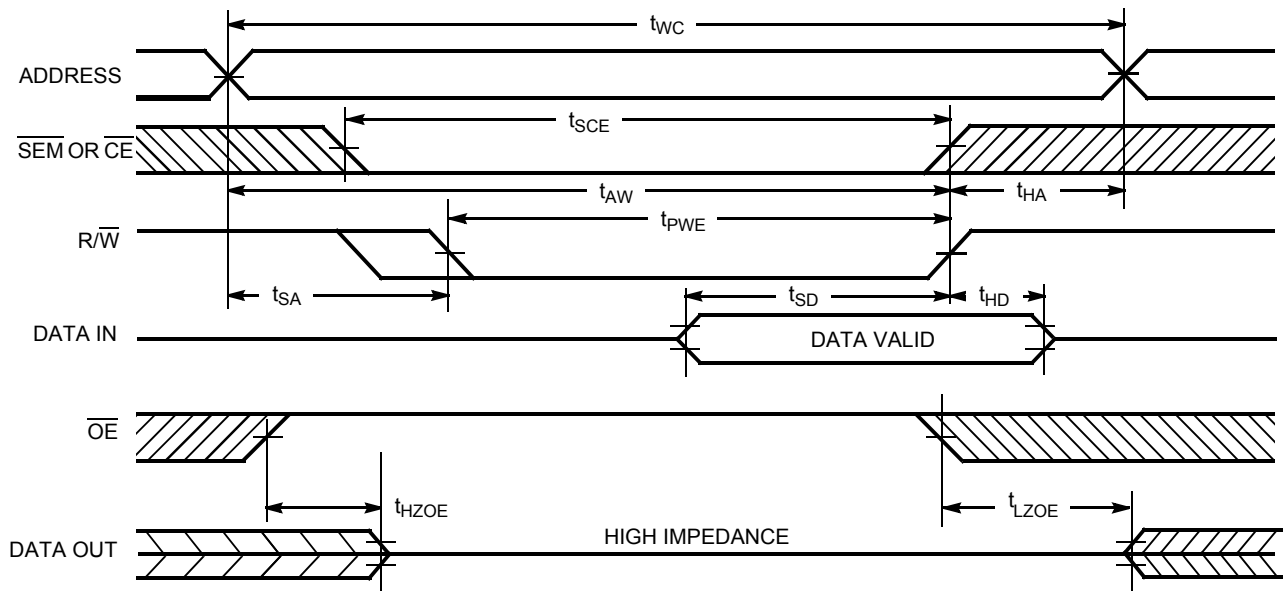 tWC
ADDRESS
tSCE
SEM OR CE
tAW
tHA
tPWE
R/W
tSA
tSD
tHD
DATA IN
DATA VALID
OE
tHZOE
tLZOE
HIGH IMPEDANCE
DATA OUT